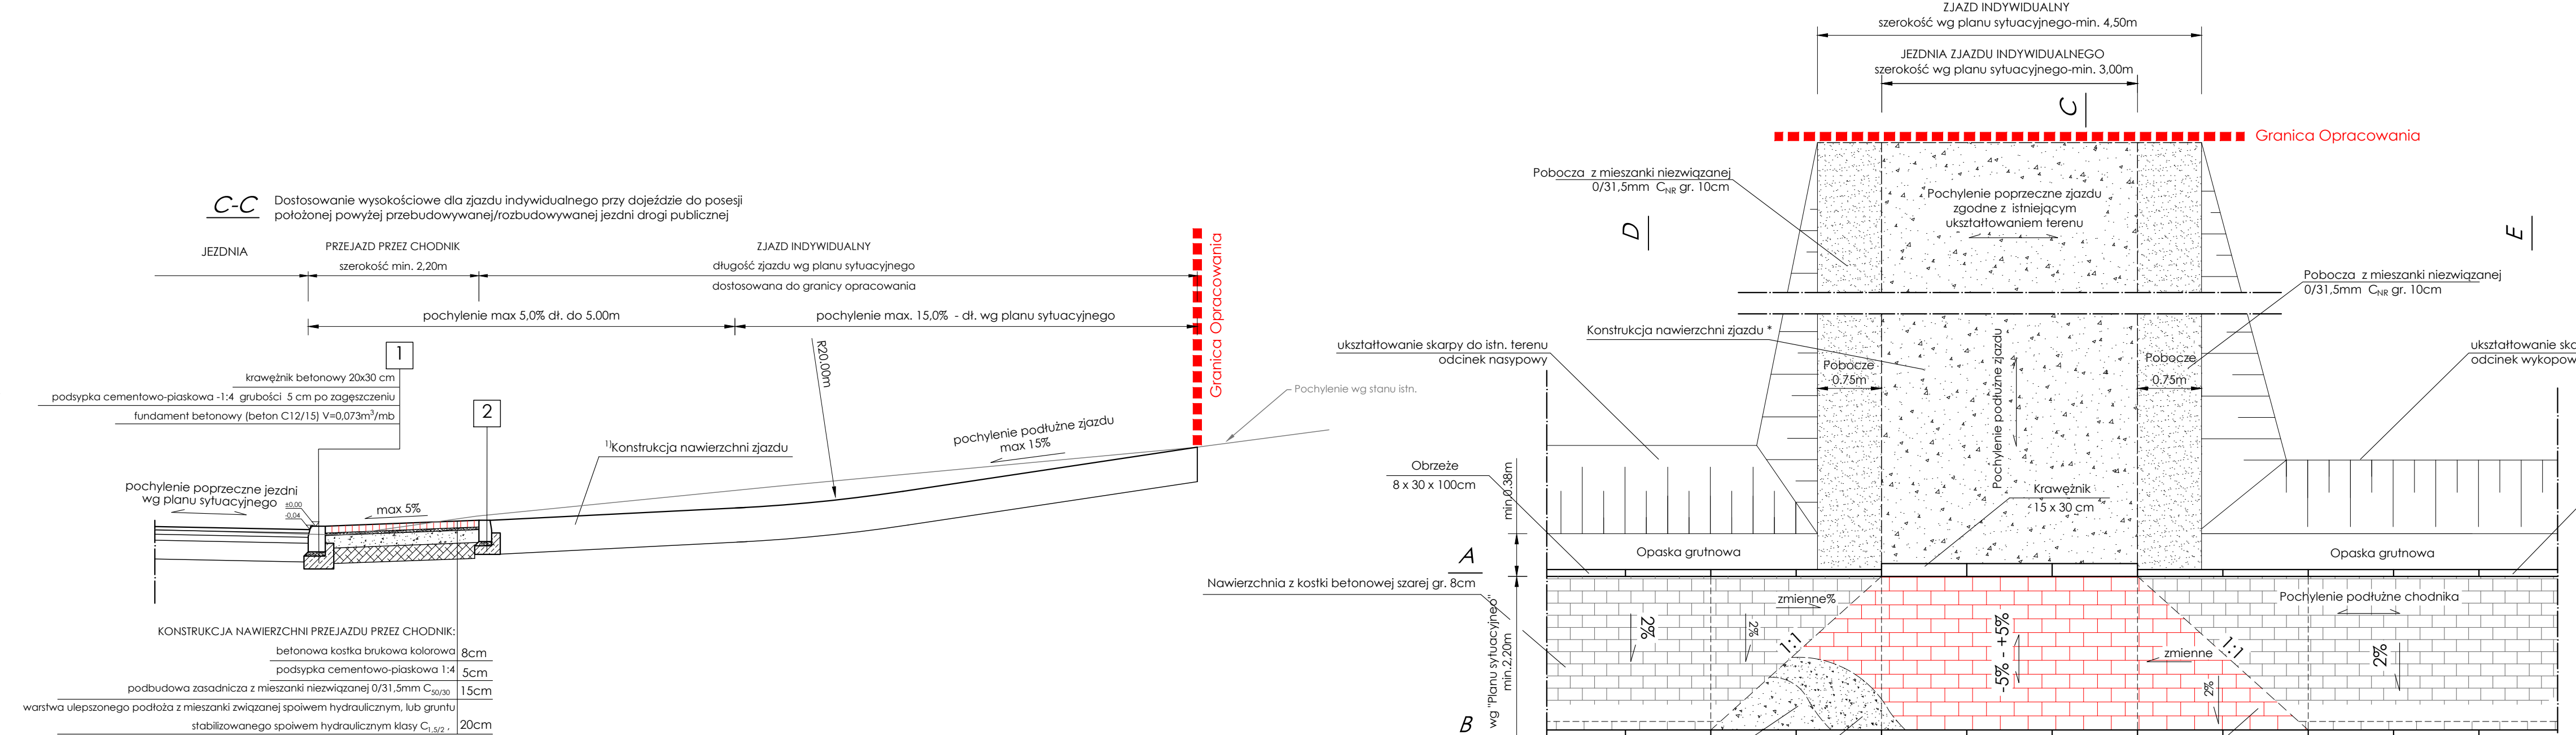 C-C
Dostosowanie wysokościowe dla zjazdu indywidualnego przy dojeździe do posesji
położonej powyżej przebudowywanej/rozbudowywanej jezdni drogi publicznej
JEZDNIA
PRZEJAZD PRZEZ CHODNIK
szerokość min. 2,20m
ZJAZD INDYWIDUALNY
długość zjazdu wg planu sytuacyjnego
dostosowana do granicy opracowania
pochylenie max 5,0% dł. do 5.00m
pochylenie max. 15,0% - dł. wg planu sytuacyjnego
Granica Opracowania
R20.00m
1
krawężnik betonowy 20x30 cm
podsypka cementowo-piaskowa -1:4 grubości 5 cm po zagęszczeniu
fundament betonowy (beton C12/15) V=0,073m³/mb
2
Pochylenie wg stanu istn.
pochylenie podłużne zjazdu
max 15%
¹⁾Konstrukcja nawierzchni zjazdu
pochylenie poprzeczne jezdni
wg planu sytuacyjnego
±0.00
-0.04
max 5%
KONSTRUKCJA NAWIERZCHNI PRZEJAZDU PRZEZ CHODNIK:
betonowa kostka brukowa kolorowa 8cm
podsypka cementowo-piaskowa 1:4 5cm
podbudowa zasadnicza z mieszanki niezwiązanej 0/31,5mm C50/30 15cm
warstwa ulepszonego podłoża z mieszanki związanej spoiwem hydraulicznym, lub gruntu
stabilizowanego spoiwem hydraulicznym klasy C1,5/2 . 20cm
ZJAZD INDYWIDUALNY
szerokość wg planu sytuacyjnego-min. 4,50m
JEZDNIA ZJAZDU INDYWIDUALNEGO
szerokość wg planu sytuacyjnego-min. 3,00m
C
Granica Opracowania
Pobocza z mieszanki niezwiązanej
0/31,5mm CNR gr. 10cm
Pochylenie poprzeczne zjazdu
zgodne z istniejącym
ukształtowaniem terenu
D
E
Pobocza z mieszanki niezwiązanej
0/31,5mm CNR gr. 10cm
Konstrukcja nawierzchni zjazdu *
ukształtowanie skarpy do istn. terenu
odcinek nasypowy
ukształtowanie ska
odcinek wykopow
Pobocze
0.75m
Pochylenie podłużne zjazdu
Pobocze
0.75m
Obrzeże
8 x 30 x 100cm
min.0.38m
Krawężnik
15 x 30 cm
A
Opaska grutnowa
Opaska grutnowa
Nawierzchnia z kostki betonowej szarej gr. 8cm
wg "Planu sytuacyjneo"
min.2,20m
zmienne%
Pochylenie podłużne chodnika
2%
2%
1:1
-5% - +5%
zmienne
1:1
2%
2%
B